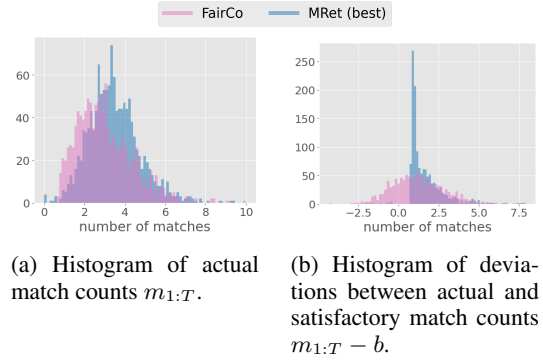 FairCo MRet (best)
60
40
20
0
0 2 4 6 8 10
number of matches
250
200
150
100
50
0
−2.5 0.0 2.5 5.0 7.5
number of matches
(a) Histogram of actual
match counts m1:T.
(b) Histogram of devia-
tions between actual and
satisfactory match counts
m1:T − b.